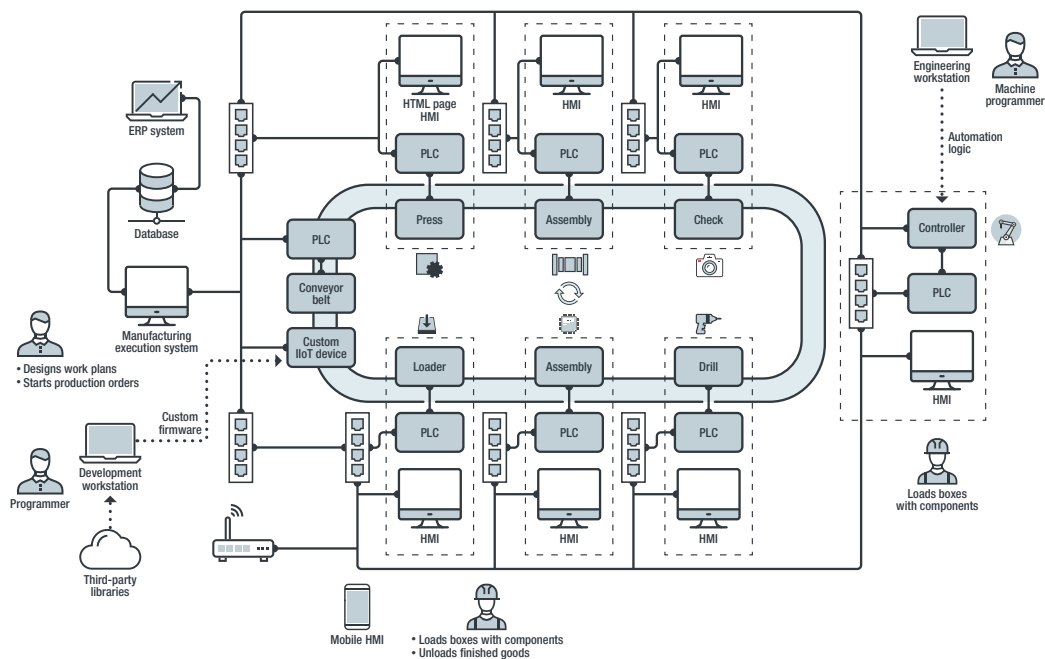 Engineering
workstation
Machine
programmer
HTML page
HMI
HMI
HMI
ERP system
PLC
PLC
PLC
Automation
logic
Database
Press
Assembly
Check
Controller
PLC
Conveyor
belt
PLC
Manufacturing
execution system
Custom
IIoT device
• Designs work plans
• Starts production orders
Loader
Assembly
Drill
HMI
Custom
firmware
PLC
PLC
PLC
Development
workstation
Programmer
Loads boxes
with components
HMI
HMI
HMI
Third-party
libraries
Mobile HMI
• Loads boxes with components
• Unloads finished goods